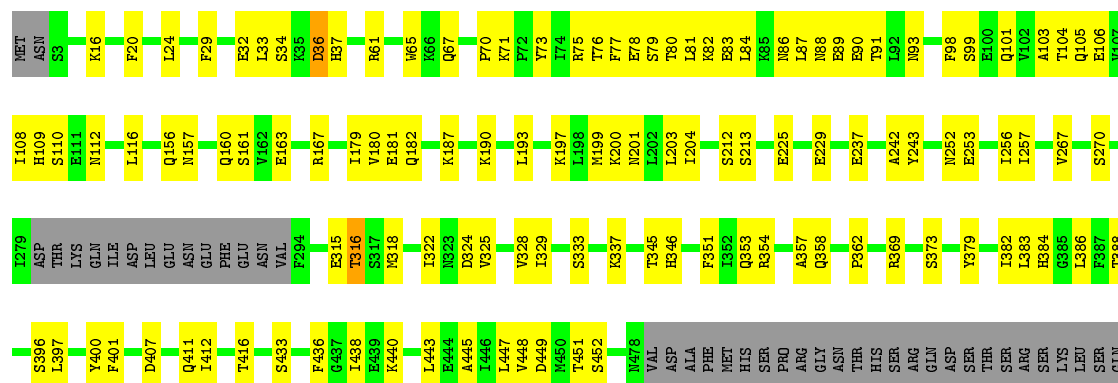 MET ASN S3 K16 F20 L24 F29 E32 L33 S34 K35 D36 H37 R61 W65 K66 Q67 P70 K71 P72 Y73 I74 R75 T76 F77 E78 S79 T80 L81 K82 E83 L84 K85 N86 L87 N88 E89 E90 T91 L92 N93 F98 S99 E100 Q101 V102 A103 T104 Q105 E106 V107
I108 H109 S110 E111 N112 L116 Q156 N157 Q160 S161 V162 E163 R167 I179 V180 E181 Q182 K187 K190 L193 K197 L198 M199 K200 N201 L202 L203 I204 S212 S213 E225 E229 E237 A242 Y243 N252 E253 I256 I257 V267 S270
I279 ASP THR LYS GLN ILE ASP LEU GLU ASN GLU PHE GLU ASN VAL F294 E315 T316 S317 M318 I322 N323 D324 V325 V328 I329 S333 K337 T345 H346 F351 I352 Q353 R354 A357 Q358 P362 R369 S373 Y379 I382 L383 H384 G385 L386 F387 T388
S396 L397 Y400 F401 D407 Q411 I412 T416 S433 F436 G437 I438 E439 K440 L443 E444 A445 I446 L447 V448 D449 M450 T451 S452 N478 VAL ASP ALA PHE MET HIS SER PRO ARG GLY ASN THR HIS SER ARG GLN ASP SER SER THR SER ARG SER LYS LEU SER GLN